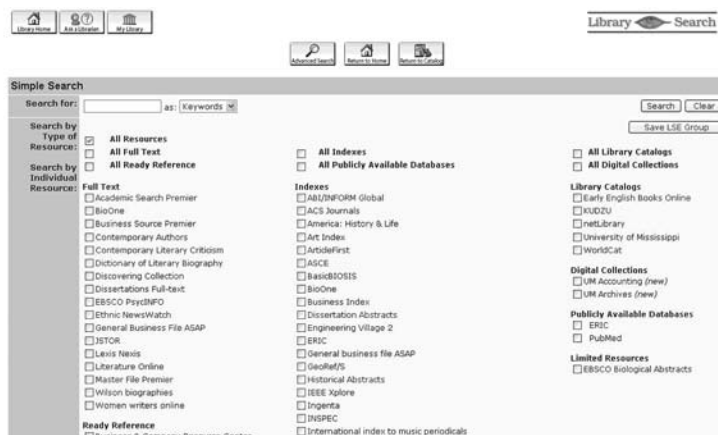 Library Home
Ask a Librarian
My Library
Library Search
Advanced Search
Return to Home
Return to Catalog
Simple Search
Search for:
as: Keywords
Search
Clear
Save LSE Group
Search by
Type of
Resource:
All Resources
All Full Text
All Ready Reference
All Indexes
All Publicly Available Databases
All Library Catalogs
All Digital Collections
Search by
Individual
Resource:
Full Text
Academic Search Premier
BioOne
Business Source Premier
Contemporary Authors
Contemporary Literary Criticism
Dictionary of Literary Biography
Discovering Collection
Dissertations Full-text
EBSCO PsycINFO
Ethnic NewsWatch
General Business File ASAP
JSTOR
Lexis Nexis
Literature Online
Master File Premier
Wilson biographies
Women writers online
Ready Reference
Indexes
ABI/INFORM Global
ACS Journals
America: History & Life
Art Index
ArticleFirst
ASCE
BasicBIOSIS
BioOne
Business Index
Dissertation Abstracts
Engineering Village 2
ERIC
General business file ASAP
GeoRef/S
Historical Abstracts
IEEE Xplore
Ingenta
INSPEC
International index to music periodicals
Library Catalogs
Early English Books Online
KUDZU
netLibrary
University of Mississippi
WorldCat
Digital Collections
UM Accounting (new)
UM Archives (new)
Publicly Available Databases
ERIC
PubMed
Limited Resources
EBSCO Biological Abstracts